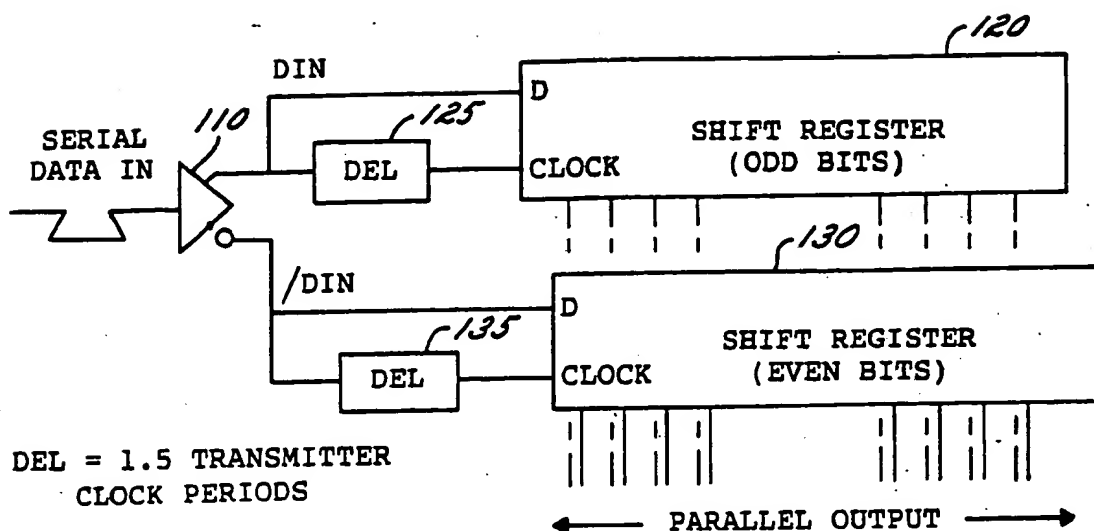 120
DIN
D
110
125
SERIAL
DATA IN
SHIFT REGISTER
(ODD BITS)
DEL
CLOCK
130
/DIN
D
135
SHIFT REGISTER
(EVEN BITS)
DEL
CLOCK
DEL = 1.5 TRANSMITTER
CLOCK PERIODS
PARALLEL OUTPUT